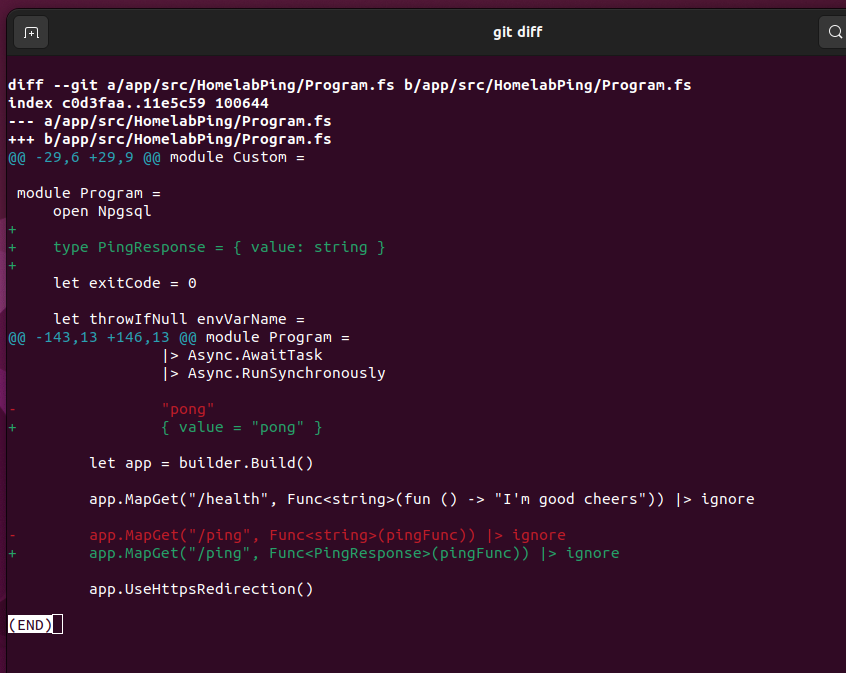 git diff
diff --git a/app/src/HomelabPing/Program.fs b/app/src/HomelabPing/Program.fs
index c0d3faa..11e5c59 100644
--- a/app/src/HomelabPing/Program.fs
+++ b/app/src/HomelabPing/Program.fs
@@ -29,6 +29,9 @@ module Custom =
 module Program =
     open Npgsql
+
+    type PingResponse = { value: string }
+
     let exitCode = 0
     let throwIfNull envVarName =
@@ -143,13 +146,13 @@ module Program =
                 |> Async.AwaitTask
                 |> Async.RunSynchronously
-                "pong"
+                { value = "pong" }
         let app = builder.Build()
         app.MapGet("/health", Func<string>(fun () -> "I'm good cheers")) |> ignore
-        app.MapGet("/ping", Func<string>(pingFunc)) |> ignore
+        app.MapGet("/ping", Func<PingResponse>(pingFunc)) |> ignore
         app.UseHttpsRedirection()
(END)